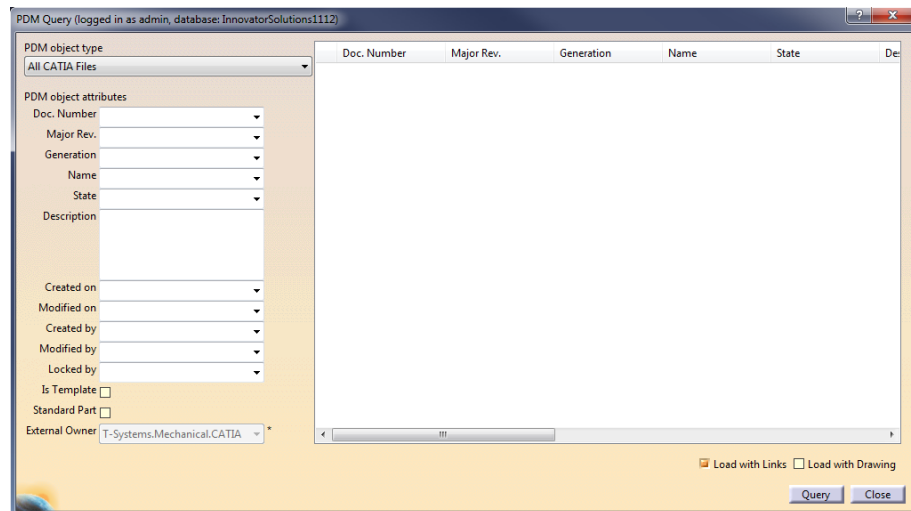 PDM Query (logged in as admin, database: InnovatorSolutions1112)
PDM object type
All CATIA Files
PDM object attributes
Doc. Number
Major Rev.
Generation
Name
State
Description
Created on
Modified on
Created by
Modified by
Locked by
Is Template
Standard Part
External Owner T-Systems.Mechanical.CATIA *
Doc. Number Major Rev. Generation Name State Des
Load with Links Load with Drawing
Query Close